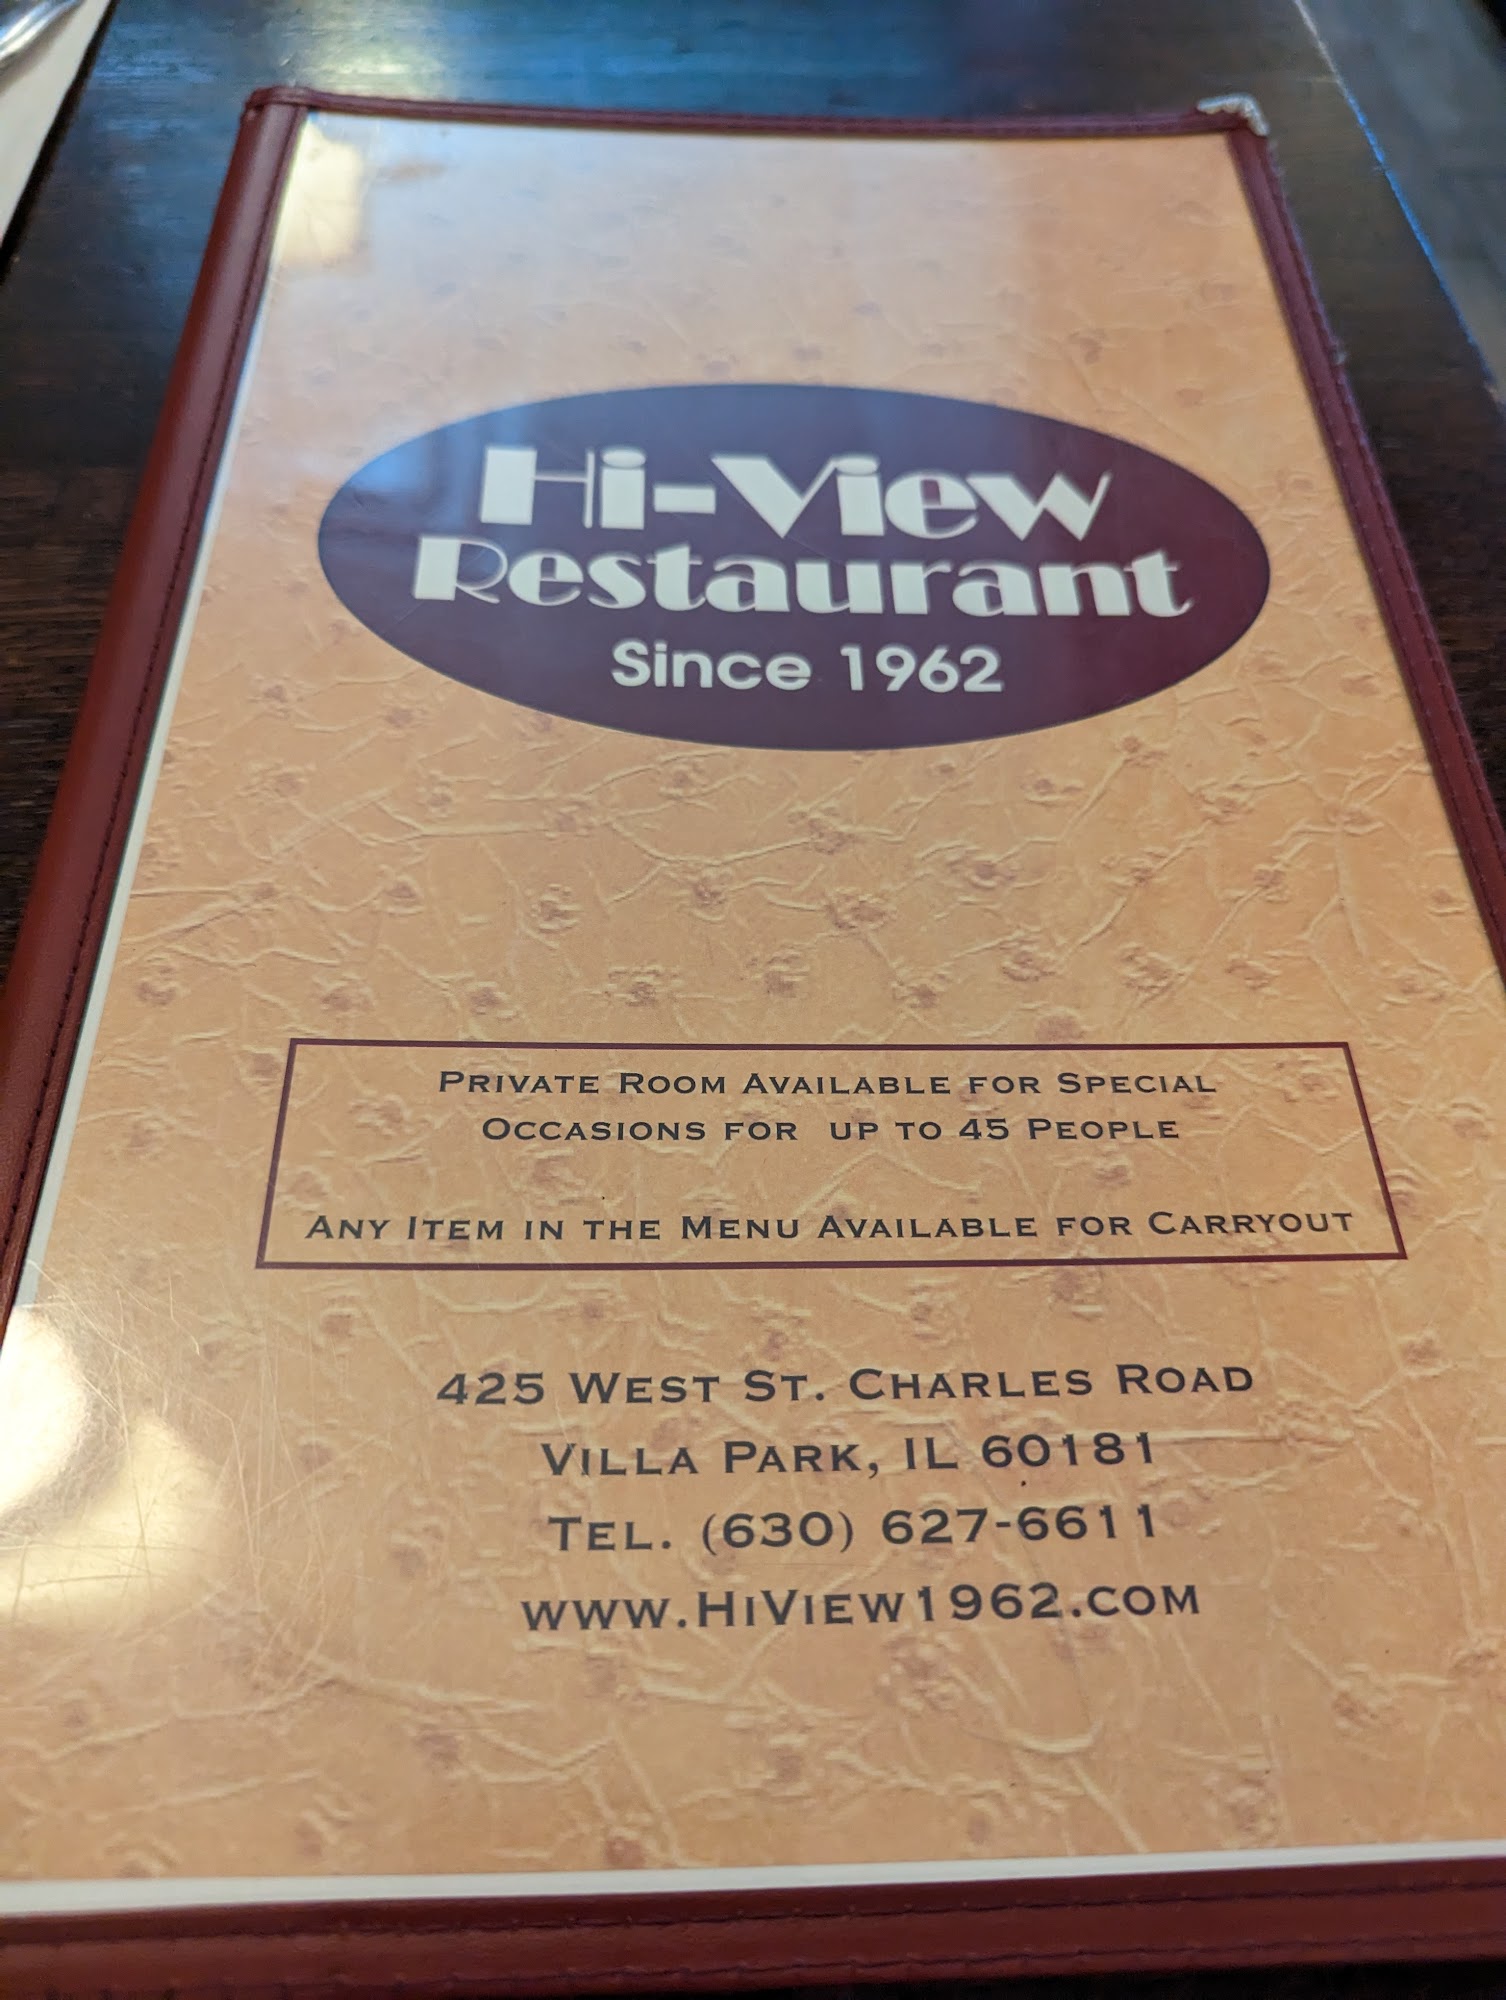 Hi-View
Restaurant
Since 1962
Private Room Available for Special
Occasions for up to 45 People
Any Item in the Menu Available for Carryout
425 West St. Charles Road
Villa Park, IL 60181
Tel. (630) 627-6611
www.HiView1962.com